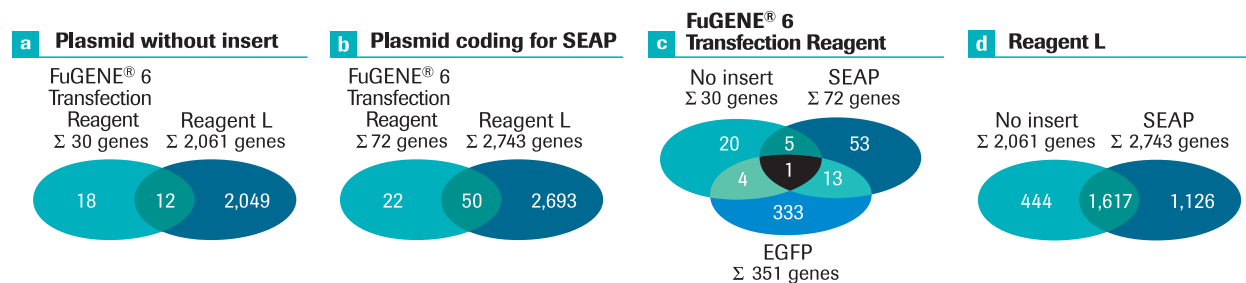 a Plasmid without insert
FuGENE® 6
Transfection
Reagent
Σ 30 genes
Reagent L
Σ 2,061 genes
18
12
2,049
b Plasmid coding for SEAP
FuGENE® 6
Transfection
Reagent
Σ 72 genes
Reagent L
Σ 2,743 genes
22
50
2,693
c FuGENE® 6
Transfection Reagent
No insert
Σ 30 genes
SEAP
Σ 72 genes
20
5
53
1
4
13
333
EGFP
Σ 351 genes
d Reagent L
No insert
Σ 2,061 genes
SEAP
Σ 2,743 genes
444
1,617
1,126